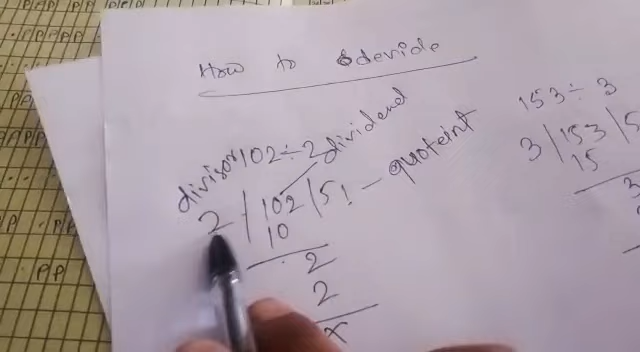 How to devide
divisor 102 ÷ 2 dividend
2 / 102 / 51 - quoteint
10
2
2
x
153 ÷ 3
3 / 153 / 5
15
3